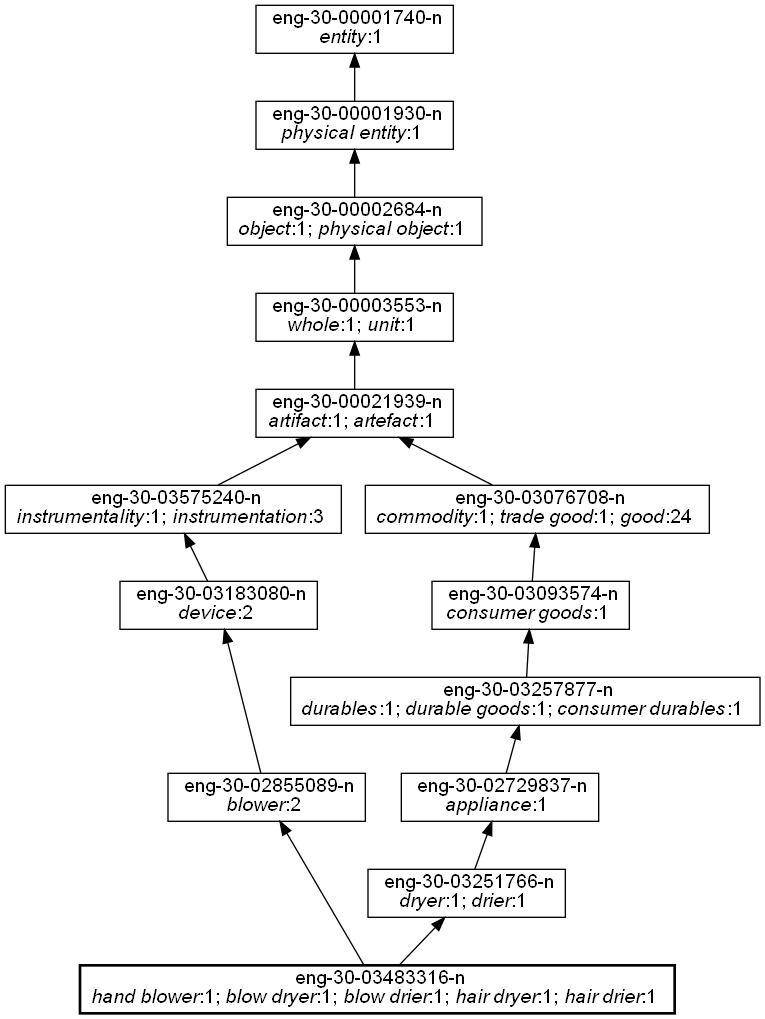 eng-30-00001740-n
entity:1
eng-30-00001930-n
physical entity:1
eng-30-00002684-n
object:1; physical object:1
eng-30-00003553-n
whole:1; unit:1
eng-30-00021939-n
artifact:1; artefact:1
eng-30-03575240-n
instrumentality:1; instrumentation:3
eng-30-03076708-n
commodity:1; trade good:1; good:24
eng-30-03183080-n
device:2
eng-30-03093574-n
consumer goods:1
eng-30-03257877-n
durables:1; durable goods:1; consumer durables:1
eng-30-02855089-n
blower:2
eng-30-02729837-n
appliance:1
eng-30-03251766-n
dryer:1; drier:1
eng-30-03483316-n
hand blower:1; blow dryer:1; blow drier:1; hair dryer:1; hair drier:1